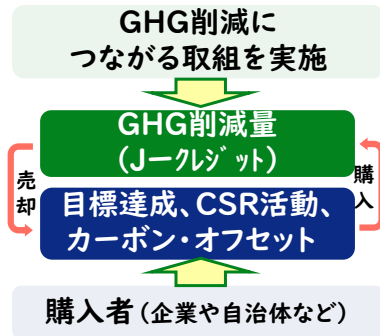 GHG削減に
つながる取組を実施
GHG削減量
(Jークレジット)
売却
購入
目標達成、CSR活動、
カーボン・オフセット
購入者(企業や自治体など)